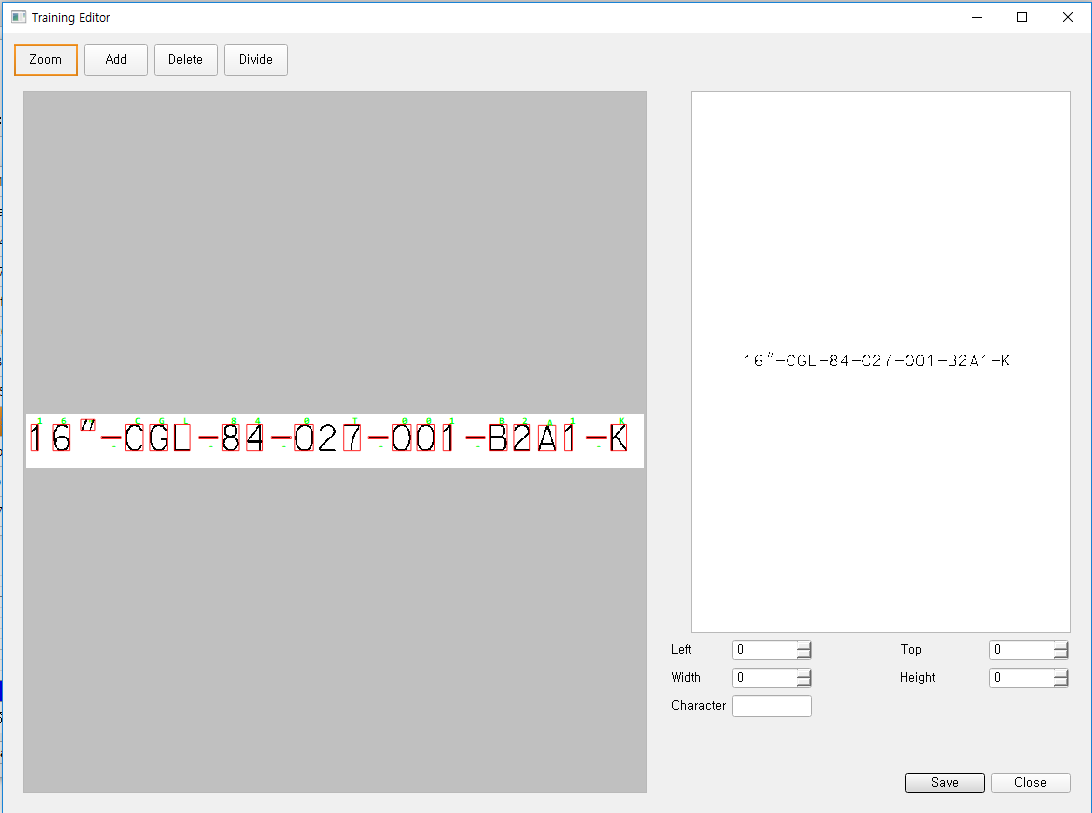 Training Editor
Zoom Add Delete Divide
16"-CGL-84-027-001-B2A1-K
16"-CGL-84-027-001-B2A1-K
Left 0 Top 0
Width 0 Height 0
Character
Save Close